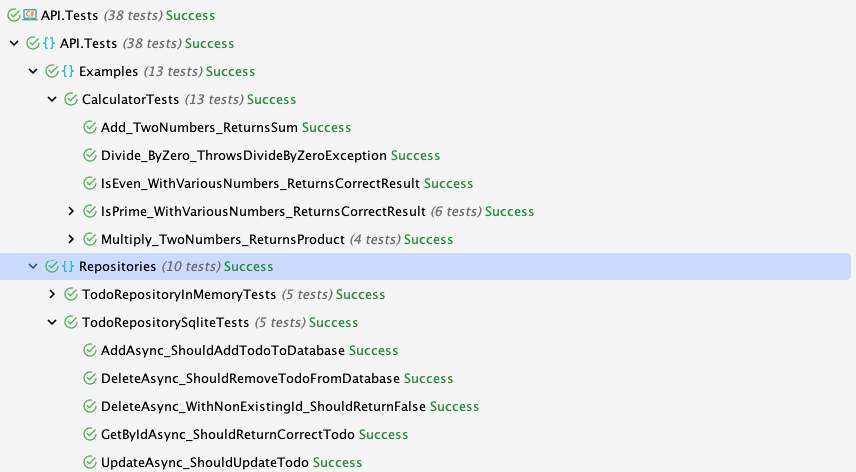 API.Tests (38 tests) Success
{} API.Tests (38 tests) Success
{} Examples (13 tests) Success
CalculatorTests (13 tests) Success
Add_TwoNumbers_ReturnsSum Success
Divide_ByZero_ThrowsDivideByZeroException Success
IsEven_WithVariousNumbers_ReturnsCorrectResult Success
IsPrime_WithVariousNumbers_ReturnsCorrectResult (6 tests) Success
Multiply_TwoNumbers_ReturnsProduct (4 tests) Success
{} Repositories (10 tests) Success
TodoRepositoryInMemoryTests (5 tests) Success
TodoRepositorySqliteTests (5 tests) Success
AddAsync_ShouldAddTodoToDatabase Success
DeleteAsync_ShouldRemoveTodoFromDatabase Success
DeleteAsync_WithNonExistingId_ShouldReturnFalse Success
GetByIdAsync_ShouldReturnCorrectTodo Success
UpdateAsync_ShouldUpdateTodo Success